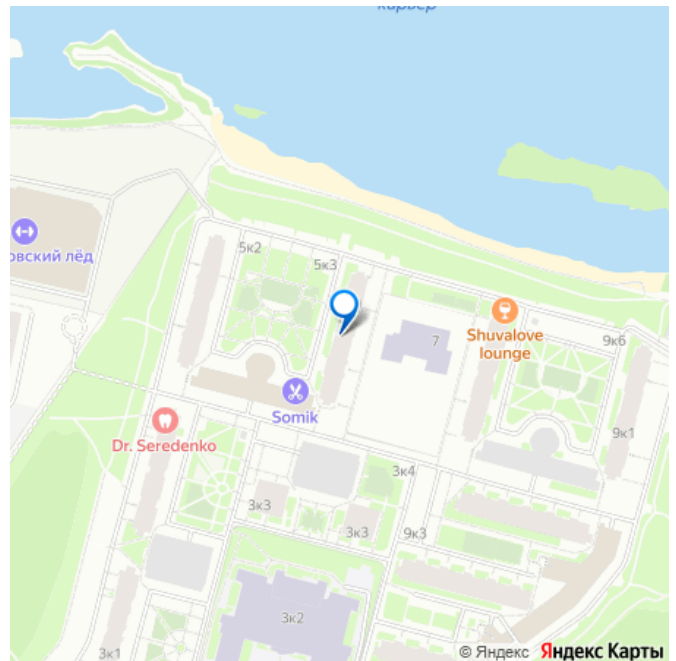 карьер
5к2
5к3
овский лёд
Shuvalove
lounge
7
9к6
Somik
Dr. Seredenko
9к1
3к4
3к3
3к3
9к3
3к2
3к1
© Яндекс Яндекс Карты